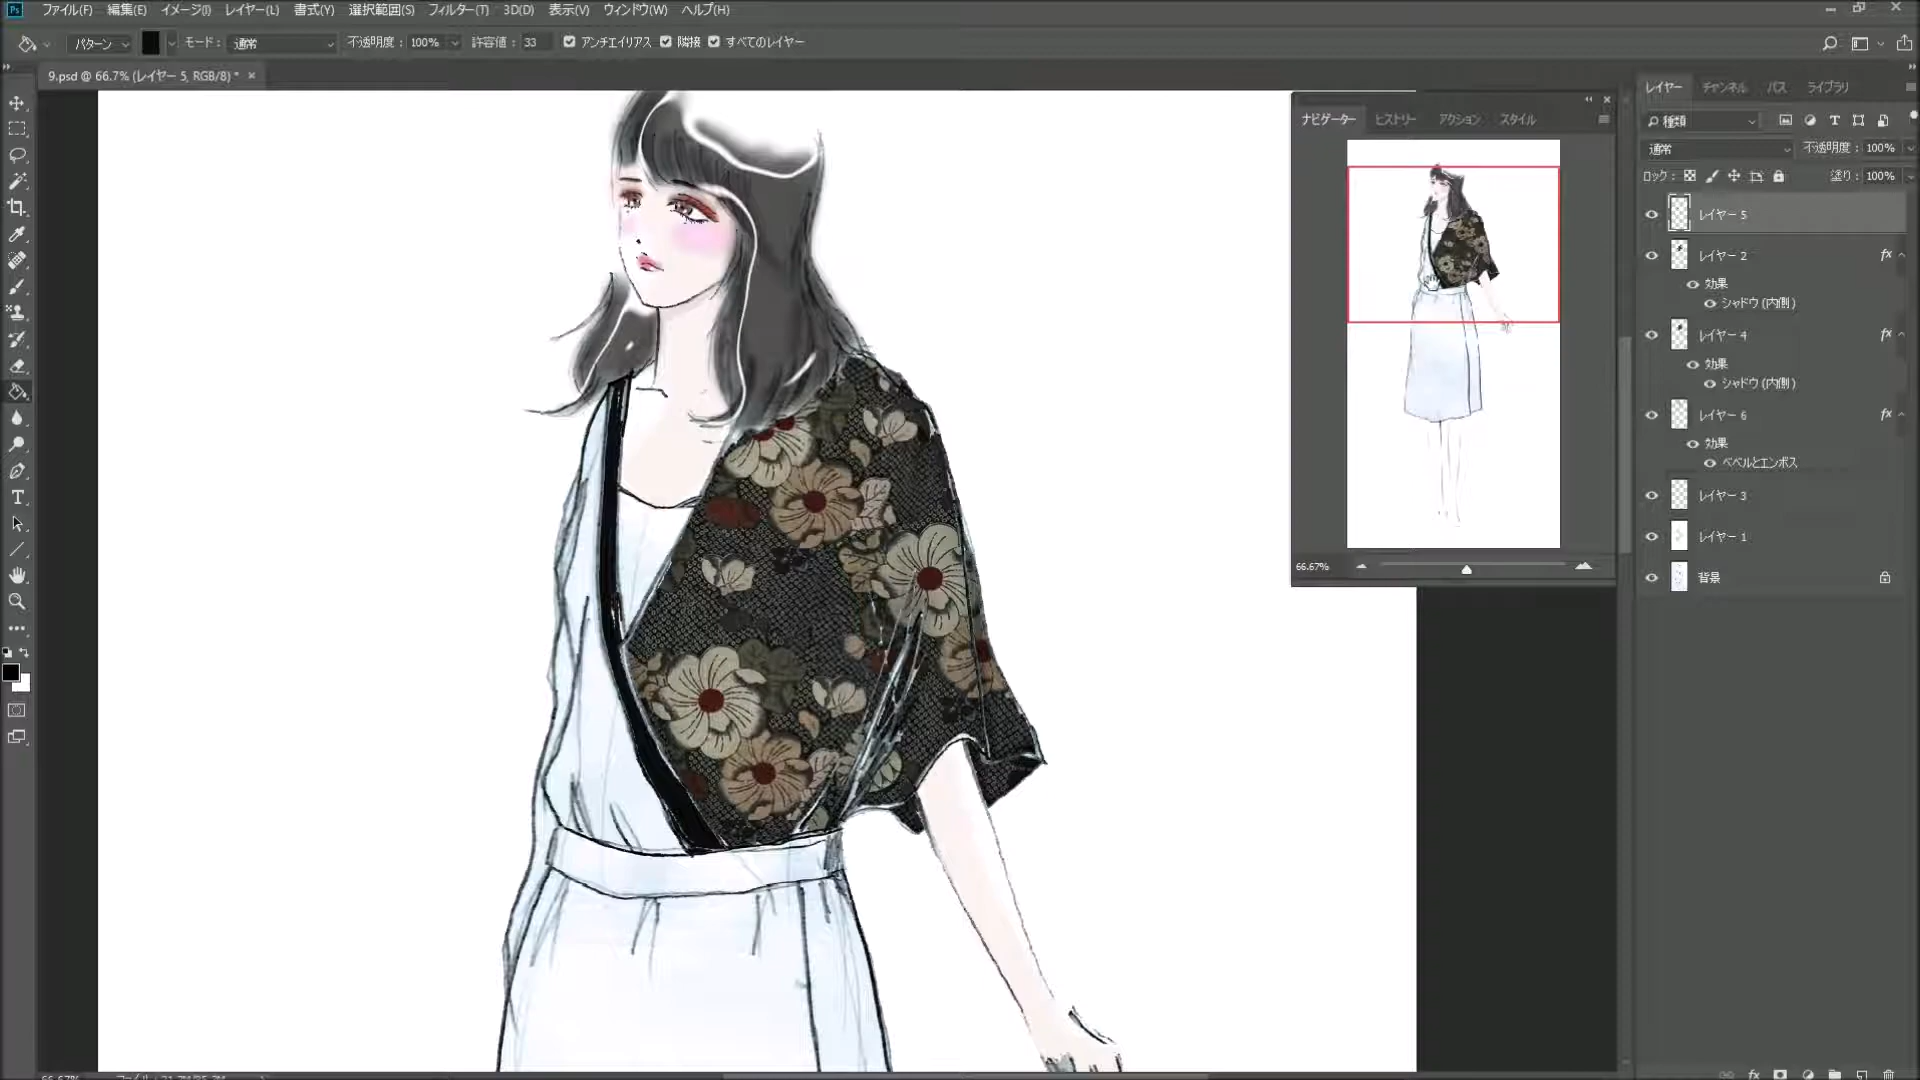 Ps ファイル(F) 編集(E) イメージ(I) レイヤー(L) 書式(Y) 選択範囲(S) フィルター(T) 3D(D) 表示(V) ウィンドウ(W) ヘルプ(H)
パターン モード： 通常 不透明度： 100% 許容値： 33 アンチエイリアス 隣接 すべてのレイヤー
9.psd @ 66.7% (レイヤー 5, RGB/8) *
ナビゲーター ヒストリー アクション スタイル
66.67%
レイヤー チャンネル パス ライブラリ
種類
通常 不透明度： 100%
ロック： 塗り： 100%
レイヤー 5
レイヤー 2 fx
効果
シャドウ (内側)
レイヤー 4 fx
効果
シャドウ (内側)
レイヤー 6 fx
効果
ベベルとエンボス
レイヤー 3
レイヤー 1
背景
fx